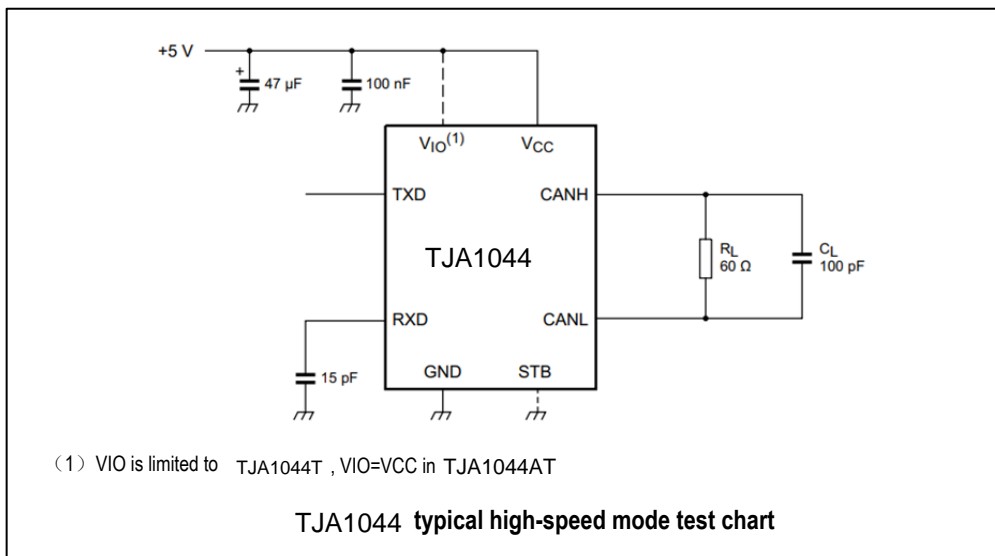 +5 V
+
47 μF
100 nF
VIO(1)
VCC
TXD
CANH
TJA1044
RL
60 Ω
CL
100 pF
RXD
CANL
15 pF
GND
STB
（1）VIO is limited to TJA1044T , VIO=VCC in TJA1044AT
TJA1044 typical high-speed mode test chart